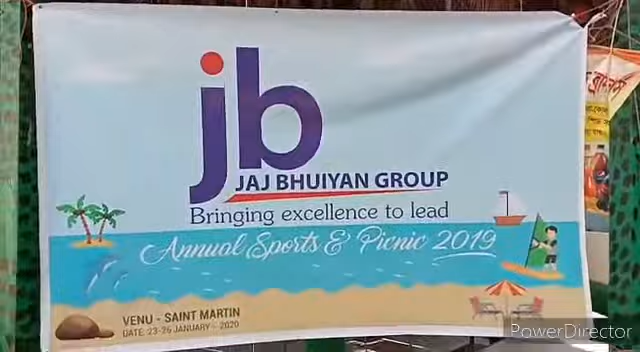 jb
JAJ BHUIYAN GROUP
Bringing excellence to lead
Annual Sports & Picnic 2019
VENU - SAINT MARTIN
DATE: 23-26 JANUARY - 2020
PowerDirector